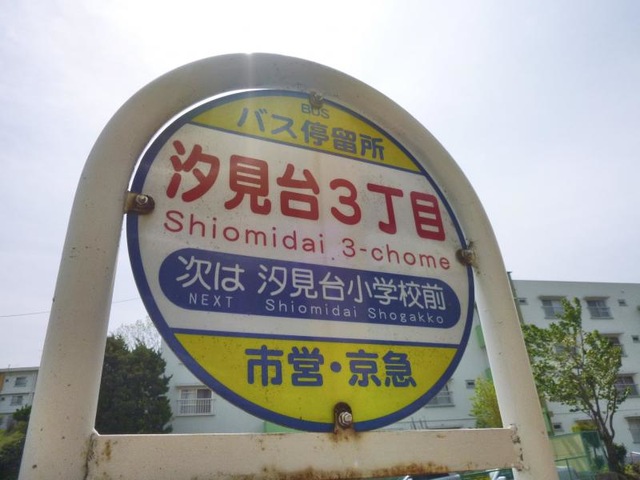 BUS
バス停留所
汐見台3丁目
Shiomidai 3-chome
次は 汐見台小学校前
NEXT Shiomidai Shogakko
市営・京急